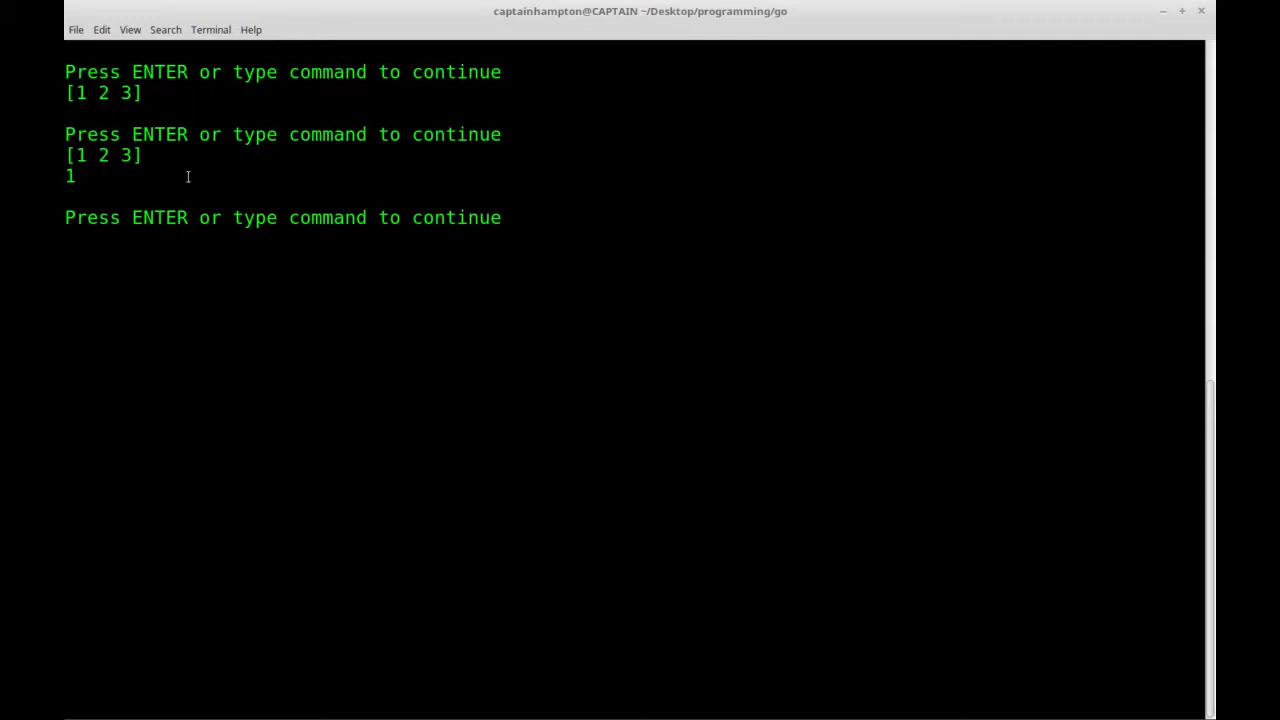 captainhampton@CAPTAIN ~/Desktop/programming/go
File Edit View Search Terminal Help
Press ENTER or type command to continue
[1 2 3]
Press ENTER or type command to continue
[1 2 3]
1
Press ENTER or type command to continue